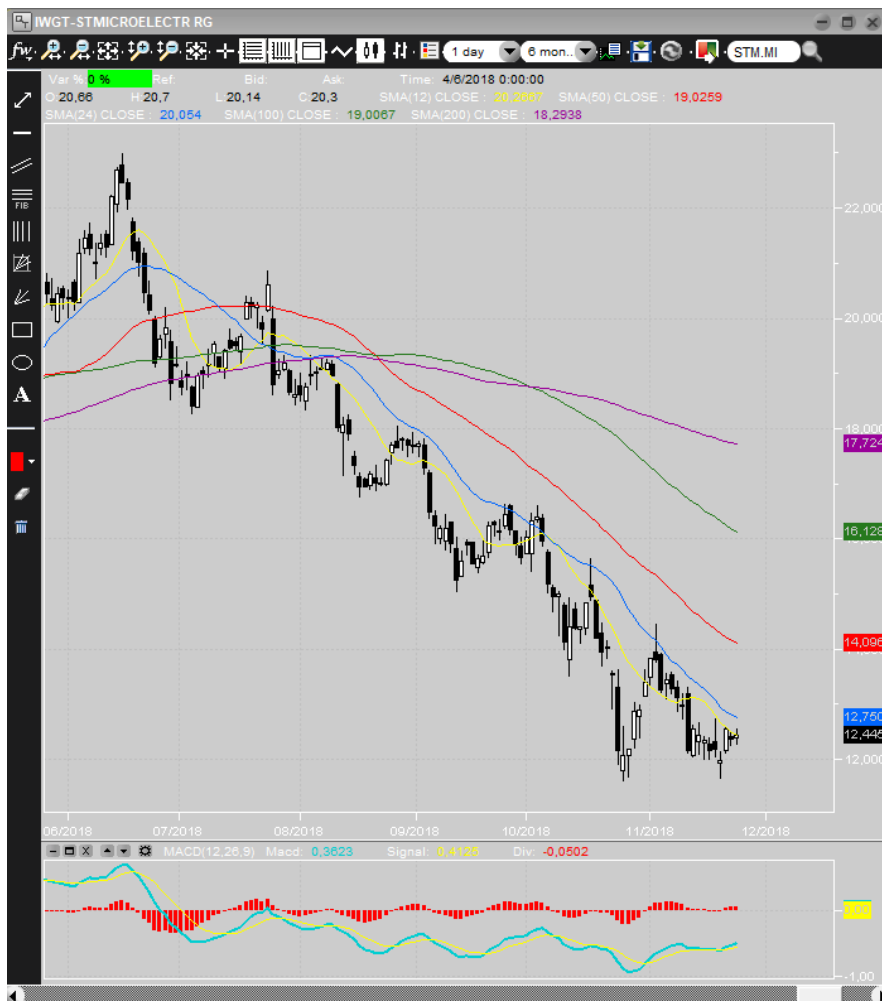 IWGT-STMICROELECTR RG
fw 1 day 6 mon.. STM.MI
Var % 0 % Ref: Bid: Ask: Time: 4/6/2018 0:00:00
O 20,66 H 20,7 L 20,14 C 20,3 SMA(12) CLOSE : 20,2667 SMA(50) CLOSE : 19,0259
SMA(24) CLOSE : 20,054 SMA(100) CLOSE : 19,0067 SMA(200) CLOSE : 18,2938
FIB
A
22,000
20,000
18,000
17,724
16,128
14,096
12,750
12,445
12,000
06/2018 07/2018 08/2018 09/2018 10/2018 11/2018 12/2018
MACD(12,26,9) Macd: 0,3623 Signal: 0,4125 Div: -0,0502
0,00
-1,00